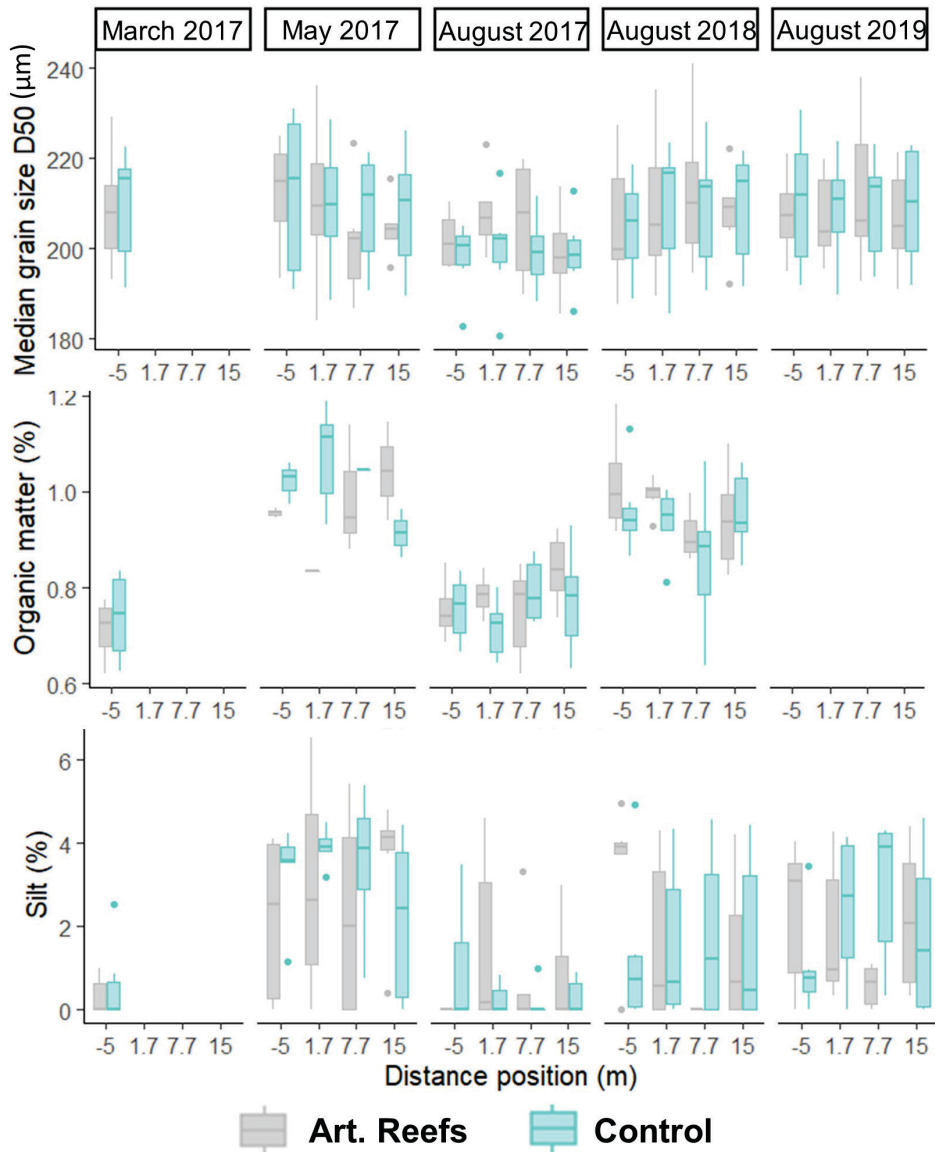 March 2017 May 2017 August 2017 August 2018 August 2019
Median grain size D50 (μm)
240
220
200
180
-5 1.7 7.7 15 -5 1.7 7.7 15 -5 1.7 7.7 15 -5 1.7 7.7 15 -5 1.7 7.7 15
Organic matter (%)
1.2
1.0
0.8
0.6
-5 1.7 7.7 15 -5 1.7 7.7 15 -5 1.7 7.7 15 -5 1.7 7.7 15 -5 1.7 7.7 15
Silt (%)
6
4
2
0
-5 1.7 7.7 15 -5 1.7 7.7 15 -5 1.7 7.7 15 -5 1.7 7.7 15 -5 1.7 7.7 15
Distance position (m)
Art. Reefs Control